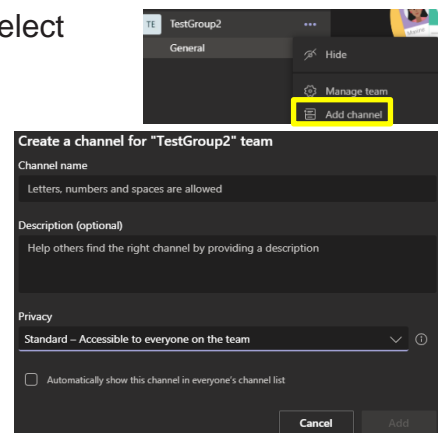 elect
TE TestGroup2 ...
General
Hide
Manage team
Add channel
Create a channel for "TestGroup2" team
Channel name
Letters, numbers and spaces are allowed
Description (optional)
Help others find the right channel by providing a description
Privacy
Standard – Accessible to everyone on the team
Automatically show this channel in everyone's channel list
Cancel Add